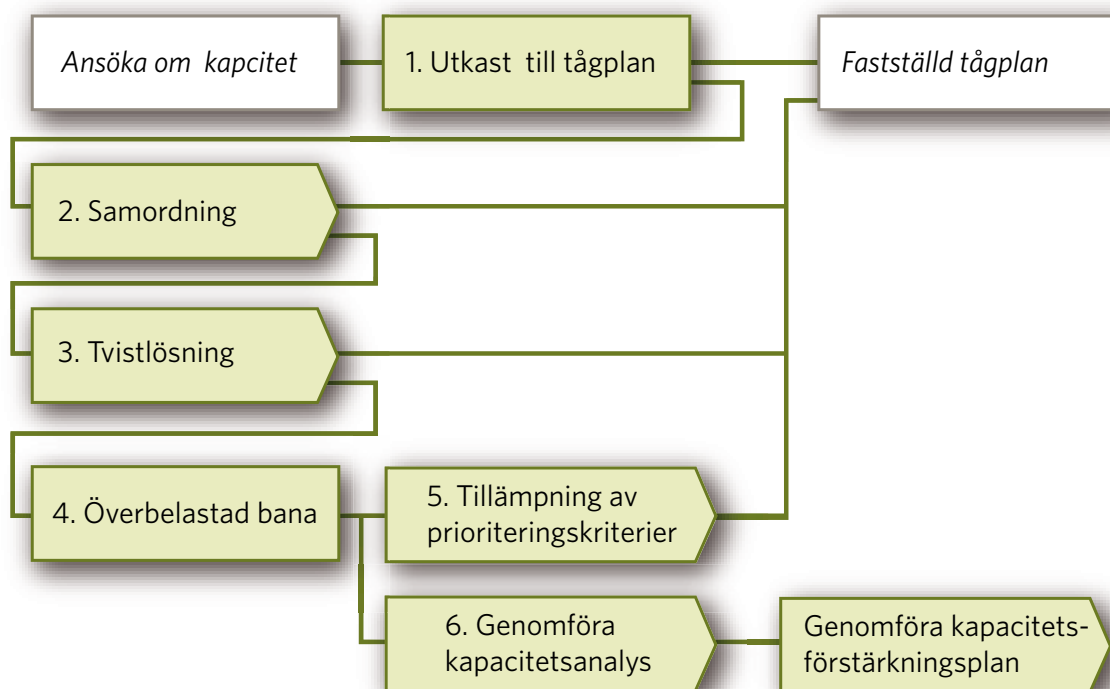 Ansöka om kapcitet
1. Utkast till tågplan
Fastställd tågplan
2. Samordning
3. Tvistlösning
4. Överbelastad bana
5. Tillämpning av
prioriteringskriterier
6. Genomföra
kapacitetsanalys
Genomföra kapacitets-
förstärkningsplan